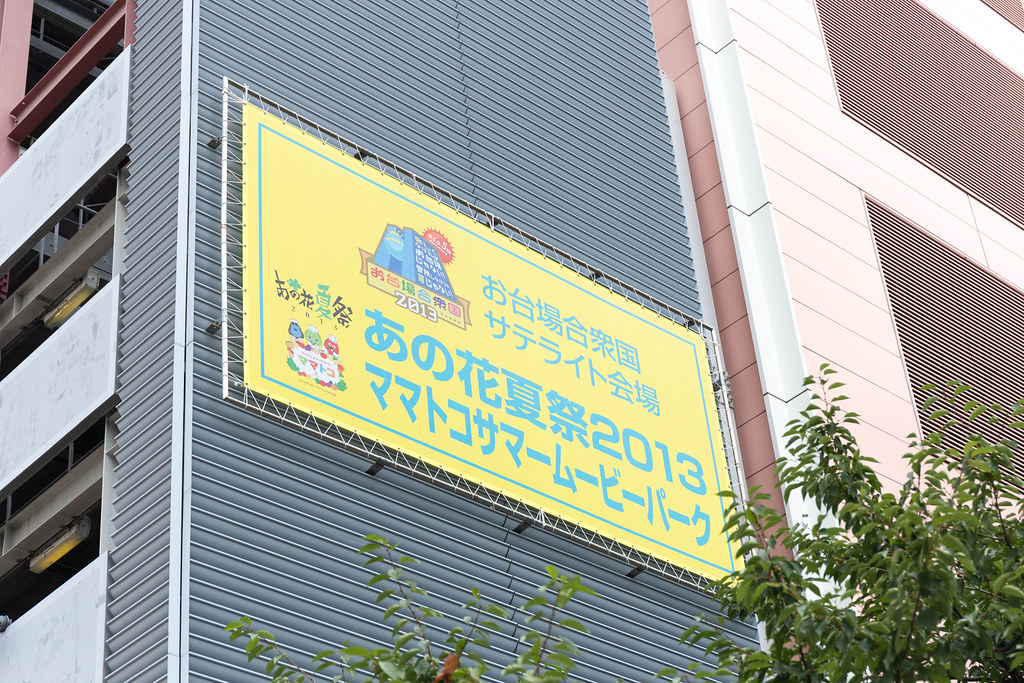 お台場合衆国
2013
あの花夏祭
2013
ママトコ
お台場合衆国
サテライト会場
あの花夏祭2013
ママトコサマームービーパーク